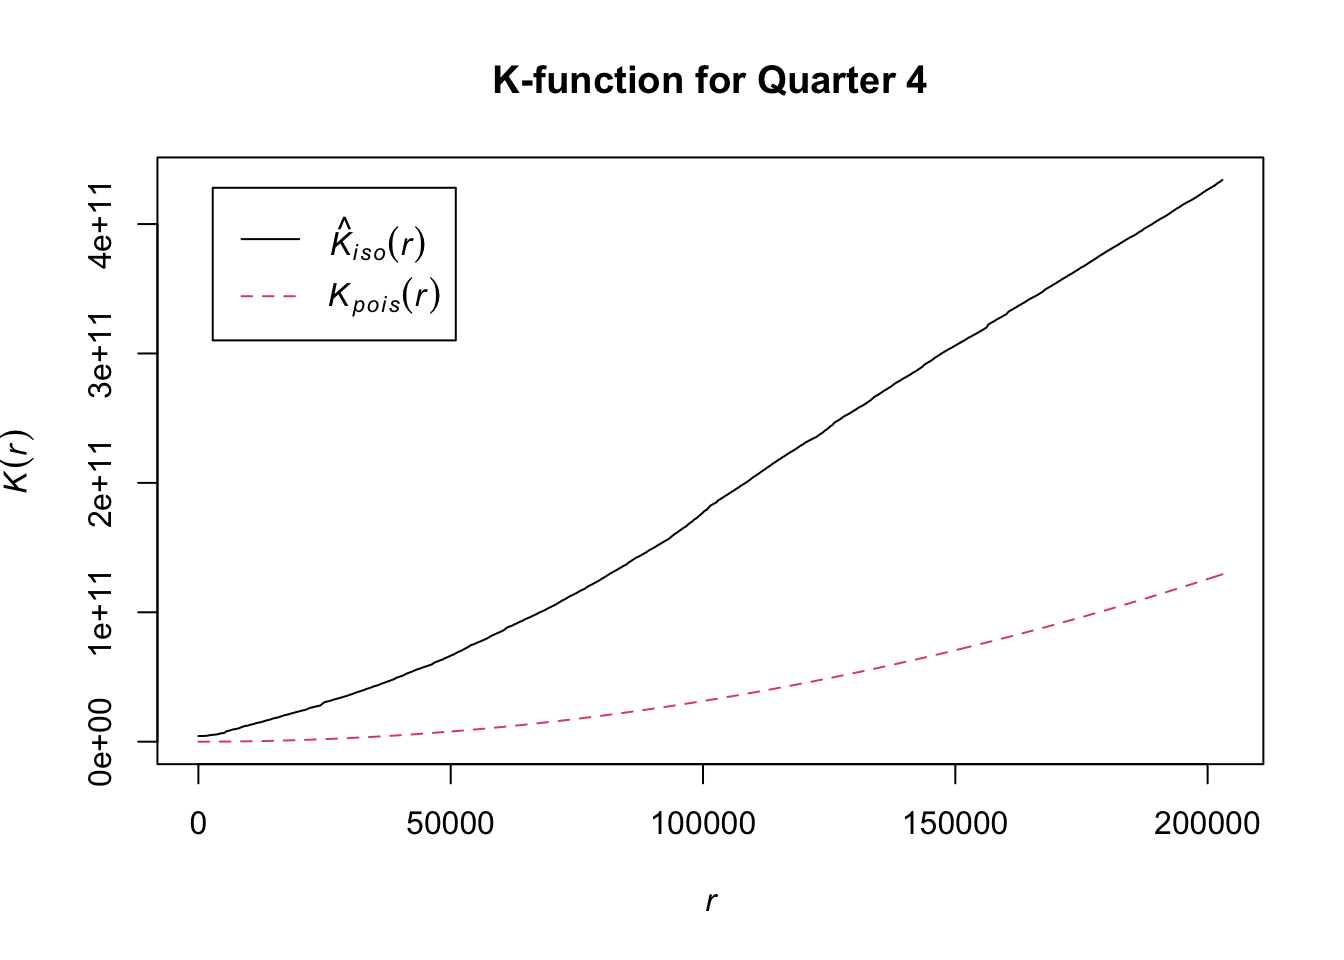 K-function for Quarter 4
K̂iso(r)
Kpois(r)
K(r)
4e+11
3e+11
2e+11
1e+11
0e+00
0 50000 100000 150000 200000
r